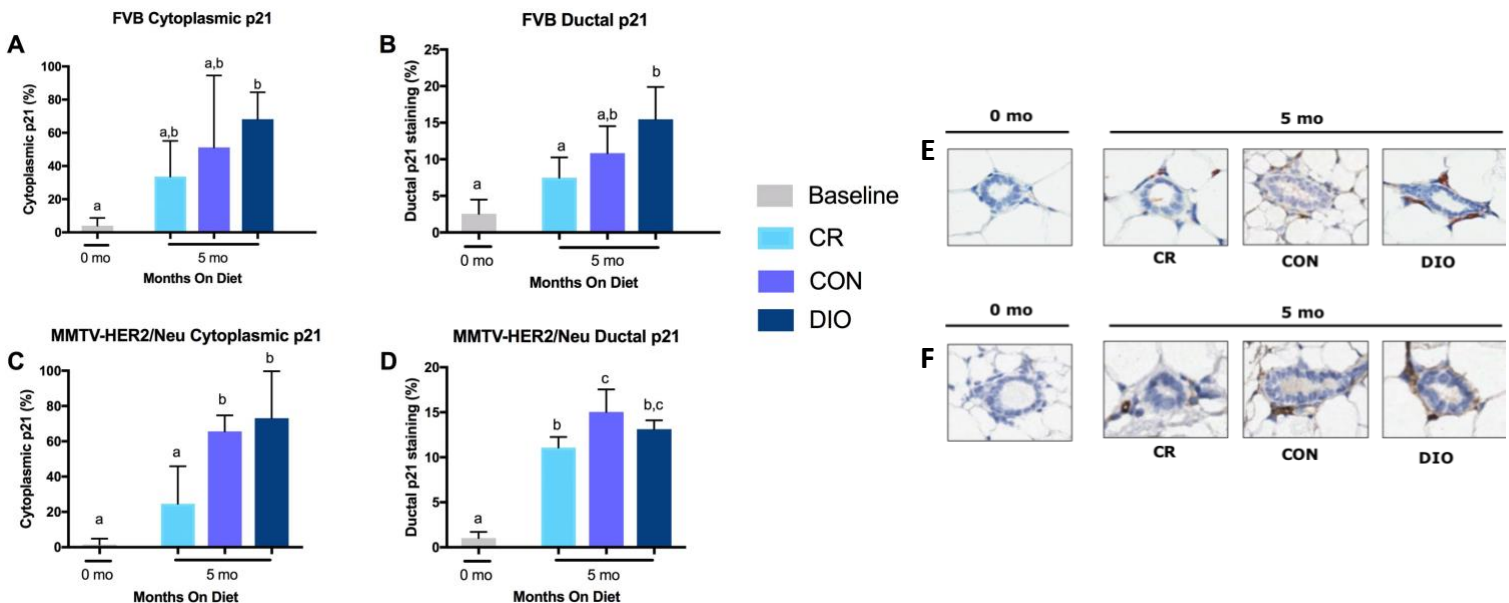 FVB Cytoplasmic p21
A
Cytoplasmic p21 (%)
100
80
60
40
20
0
a
a,b
a,b
b
0 mo
5 mo
Months On Diet
FVB Ductal p21
B
Ductal p21 staining (%)
25
20
15
10
5
0
a
a
a,b
b
0 mo
5 mo
Months On Diet
Baseline
CR
CON
DIO
MMTV-HER2/Neu Cytoplasmic p21
C
Cytoplasmic p21 (%)
100
80
60
40
20
0
a
a
b
b
0 mo
5 mo
Months On Diet
MMTV-HER2/Neu Ductal p21
D
Ductal p21 staining (%)
20
15
10
5
0
a
b
c
b,c
0 mo
5 mo
Months On Diet
0 mo
5 mo
E
CR
CON
DIO
0 mo
5 mo
F
CR
CON
DIO